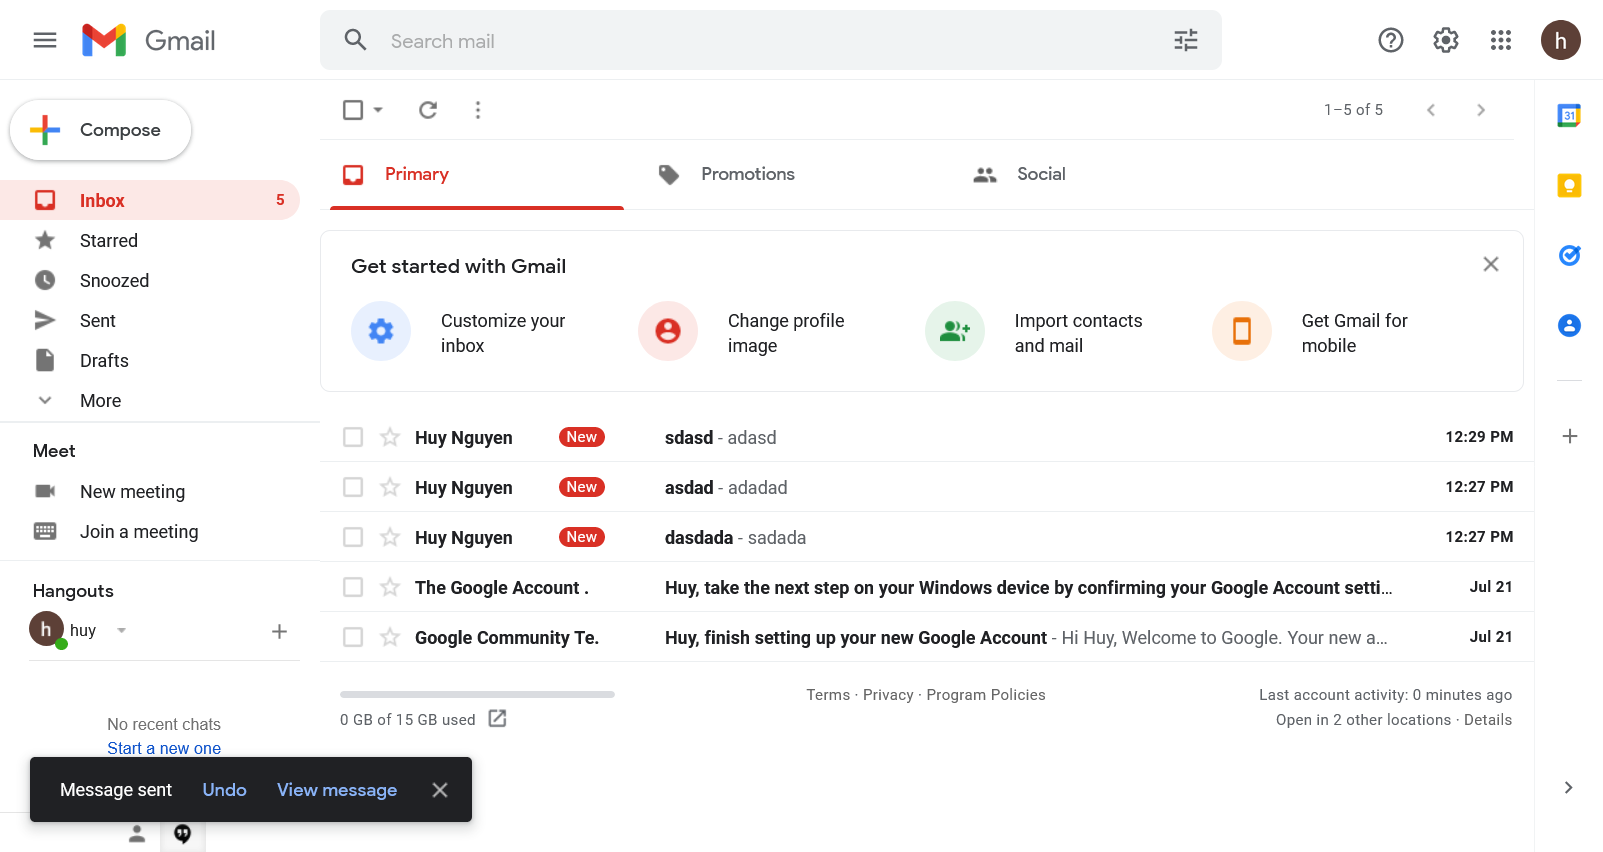 Gmail
Search mail
h
Compose
1–5 of 5
31
Inbox 5
Primary
Promotions
Social
Starred
Snoozed
Sent
Drafts
More
Get started with Gmail
Customize your
inbox
Change profile
image
Import contacts
and mail
Get Gmail for
mobile
Meet
New meeting
Join a meeting
Hangouts
h huy
No recent chats
Start a new one
Huy Nguyen New sdasd - adasd 12:29 PM
Huy Nguyen New asdad - adadad 12:27 PM
Huy Nguyen New dasdada - sadada 12:27 PM
The Google Account . Huy, take the next step on your Windows device by confirming your Google Account setti... Jul 21
Google Community Te. Huy, finish setting up your new Google Account - Hi Huy, Welcome to Google. Your new a... Jul 21
0 GB of 15 GB used
Terms · Privacy · Program Policies
Last account activity: 0 minutes ago
Open in 2 other locations · Details
Message sent Undo View message